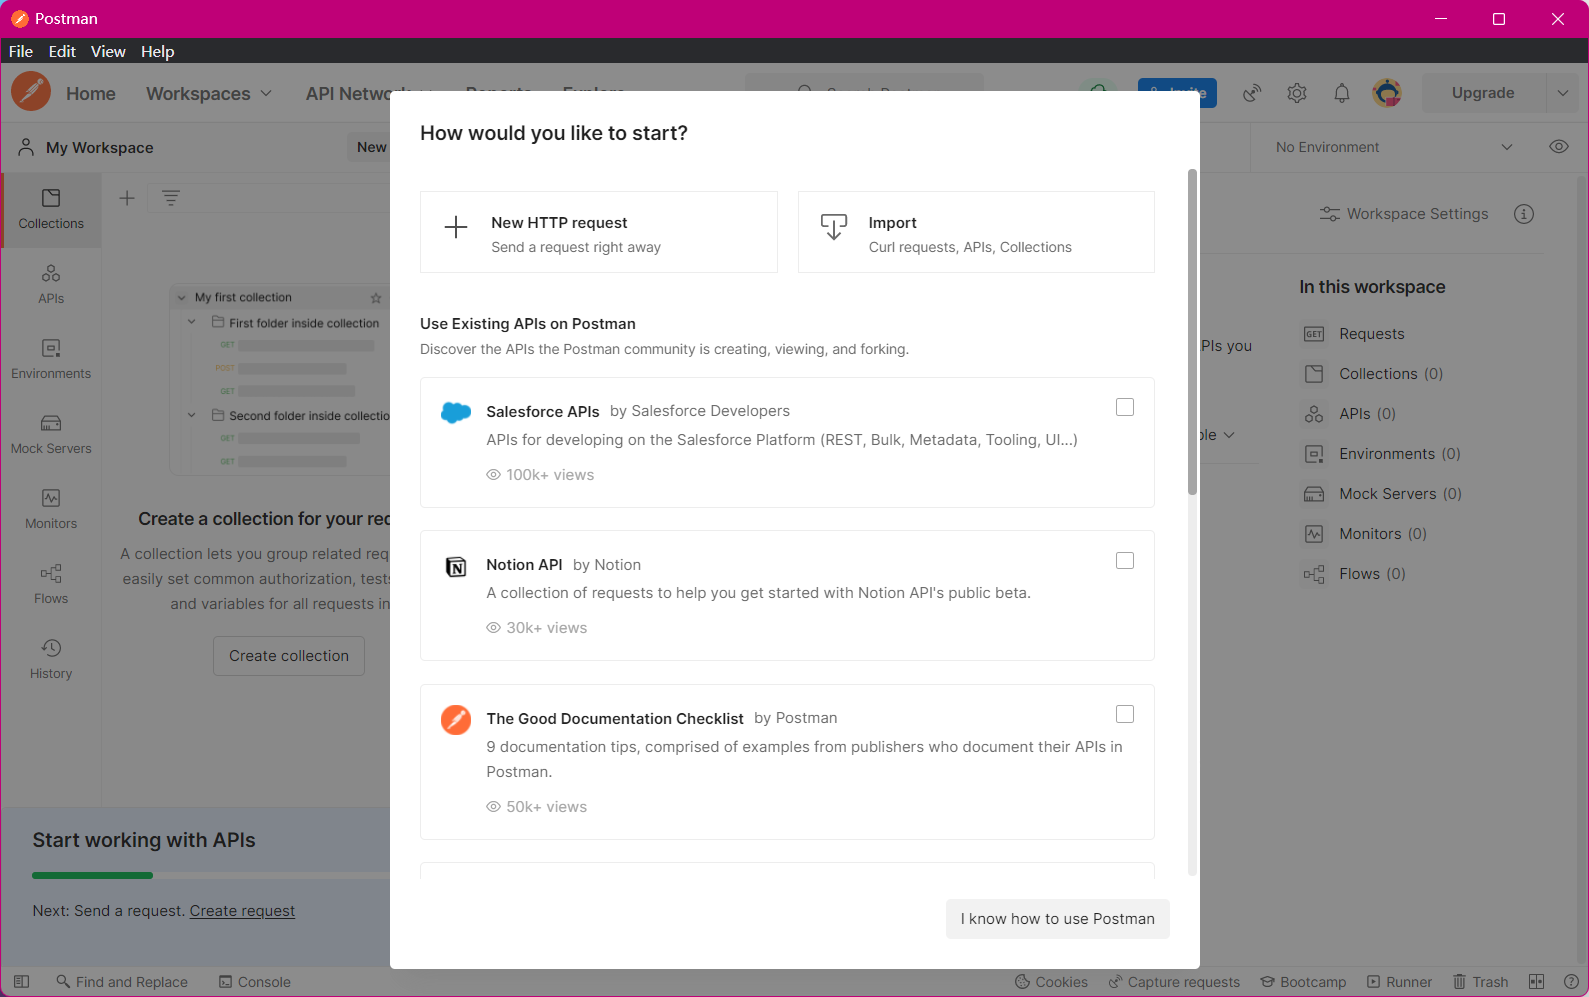 Postman
File Edit View Help
Home Workspaces API Network Reports Explore
Upgrade
My Workspace New
No Environment
How would you like to start?
Collections
APIs
Environments
Mock Servers
Monitors
Flows
History
My first collection
First folder inside collection
GET
POST
GET
Second folder inside collectio
GET
GET
Create a collection for your req
A collection lets you group related req
easily set common authorization, tests
and variables for all requests in
Create collection
Start working with APIs
Next: Send a request. Create request
New HTTP request
Send a request right away
Import
Curl requests, APIs, Collections
Use Existing APIs on Postman
Discover the APIs the Postman community is creating, viewing, and forking.
Salesforce APIs by Salesforce Developers
APIs for developing on the Salesforce Platform (REST, Bulk, Metadata, Tooling, UI...)
100k+ views
Notion API by Notion
A collection of requests to help you get started with Notion API's public beta.
30k+ views
The Good Documentation Checklist by Postman
9 documentation tips, comprised of examples from publishers who document their APIs in
Postman.
50k+ views
I know how to use Postman
Workspace Settings
PIs you
In this workspace
GET Requests
Collections (0)
APIs (0)
Environments (0)
Mock Servers (0)
Monitors (0)
Flows (0)
Find and Replace Console
Cookies Capture requests Bootcamp Runner Trash